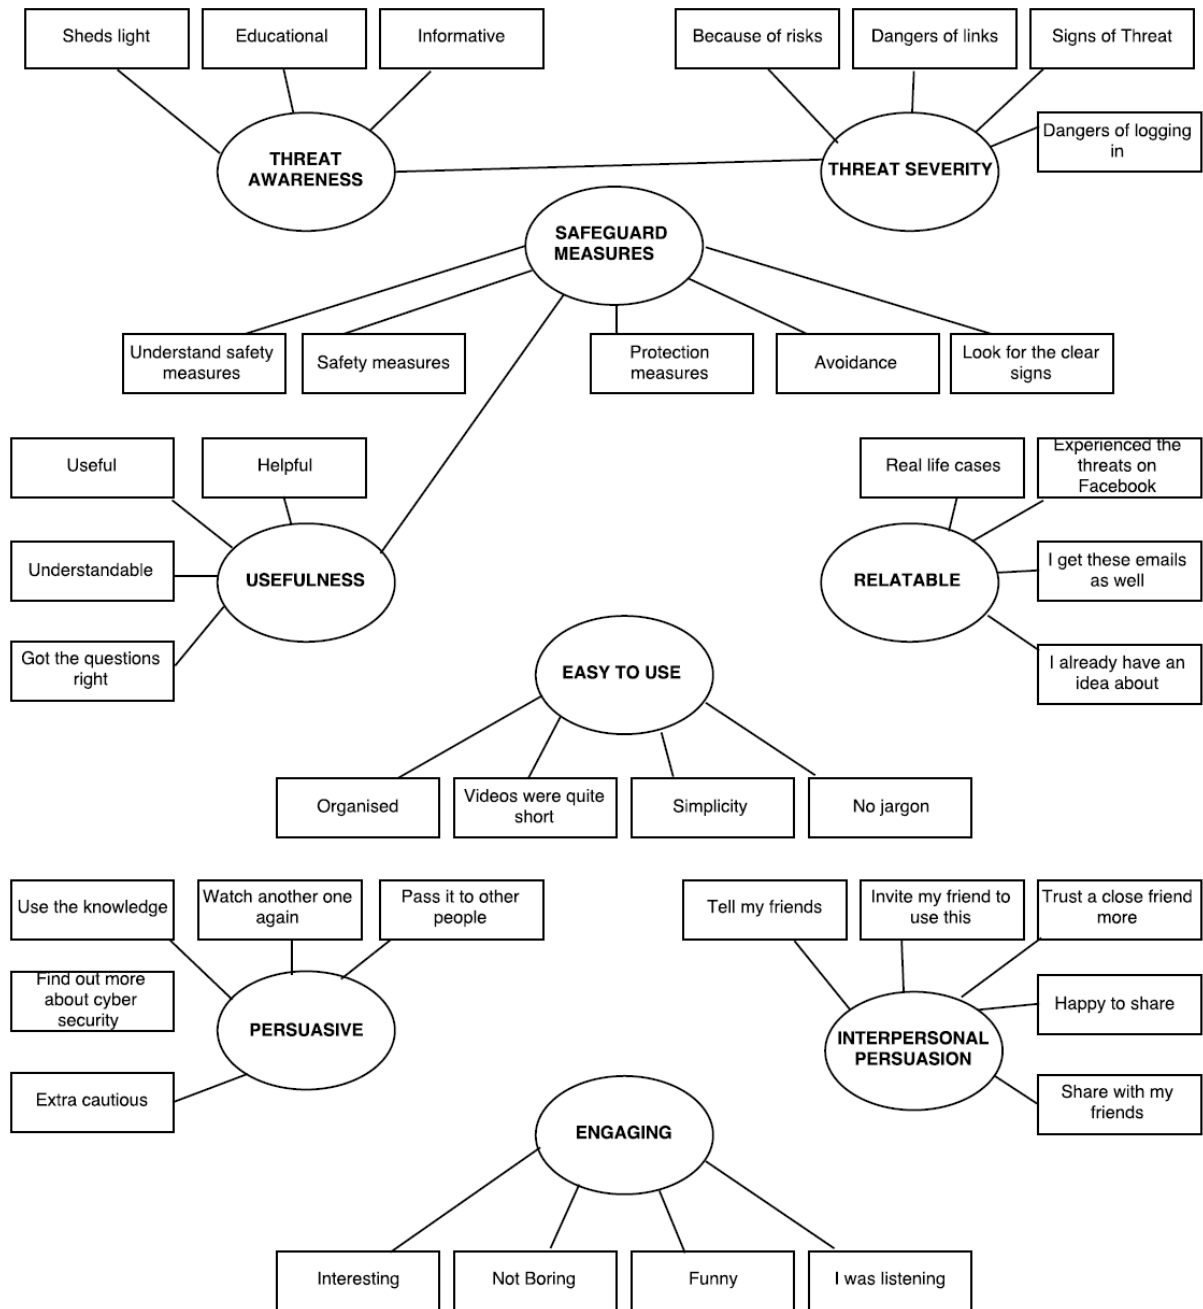 Sheds light
Educational
Informative
Because of risks
Dangers of links
Signs of Threat
THREAT
AWARENESS
THREAT SEVERITY
Dangers of logging
in
SAFEGUARD
MEASURES
Understand safety
measures
Safety measures
Protection
measures
Avoidance
Look for the clear
signs
Useful
Helpful
Real life cases
Experienced the
threats on
Facebook
Understandable
USEFULNESS
RELATABLE
I get these emails
as well
Got the questions
right
EASY TO USE
I already have an
idea about
Organised
Videos were quite
short
Simplicity
No jargon
Use the knowledge
Watch another one
again
Pass it to other
people
Tell my friends
Invite my friend to
use this
Trust a close friend
more
Find out more
about cyber
security
PERSUASIVE
INTERPERSONAL
PERSUASION
Happy to share
Extra cautious
Share with my
friends
ENGAGING
Interesting
Not Boring
Funny
I was listening